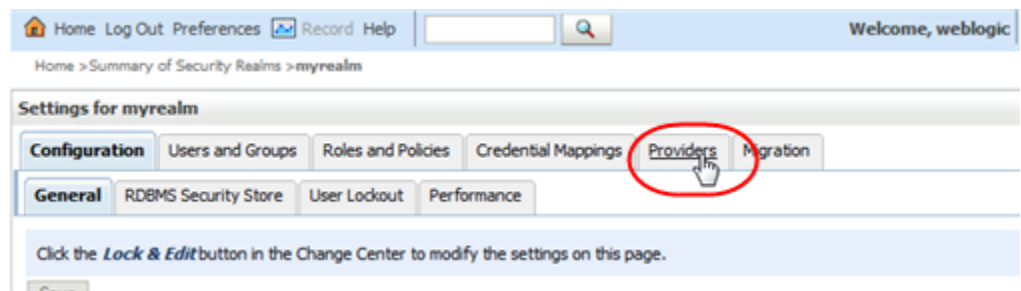 Home Log Out Preferences Record Help Welcome, weblogic
Home >Summary of Security Realms >myrealm
Settings for myrealm
Configuration Users and Groups Roles and Policies Credential Mappings Providers Migration
General RDBMS Security Store User Lockout Performance
Click the Lock & Edit button in the Change Center to modify the settings on this page.
Save